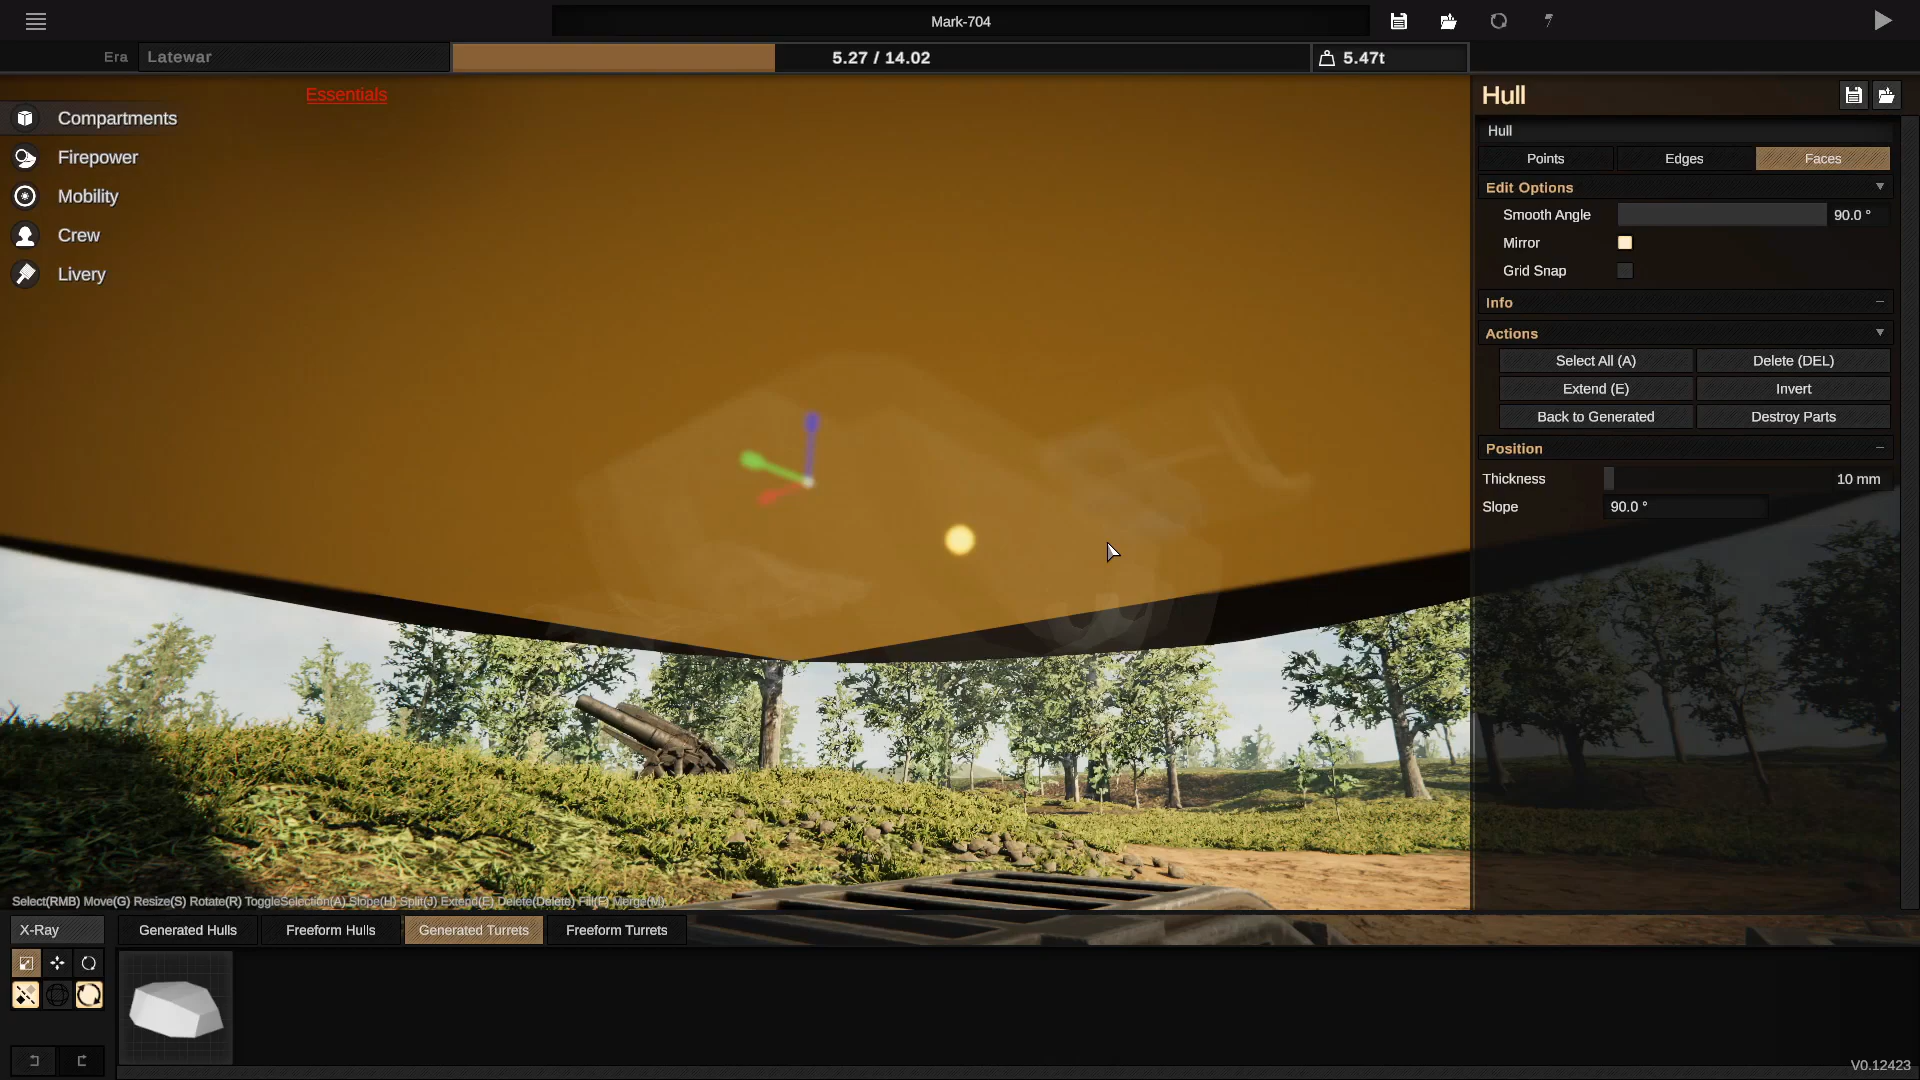 Mark-704
Era
Latewar
5.27 / 14.02
5.47t
Essentials
Compartments
Firepower
Mobility
Crew
Livery
Hull
Hull
Points
Edges
Faces
Edit Options
Smooth Angle
90.0 °
Mirror
Grid Snap
Info
Actions
Select All (A)
Delete (DEL)
Extend (E)
Invert
Back to Generated
Destroy Parts
Position
Thickness
10 mm
Slope
90.0 °
Select(RMB) Move(G) Resize(S) Rotate(R) ToggleSelection(A) Slope(H) Split(J) Extend(E) Delete(Delete) Fill(F) Merge(M)
X-Ray
Generated Hulls
Freeform Hulls
Generated Turrets
Freeform Turrets
V0.12423